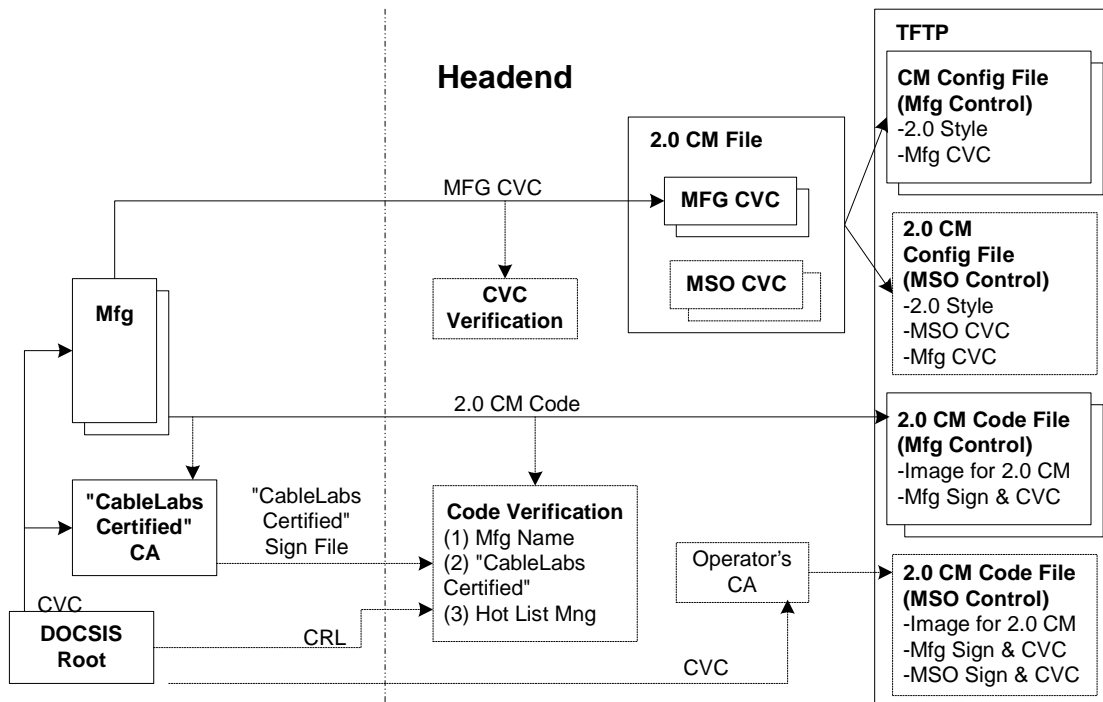 Headend
TFTP
CM Config File
(Mfg Control)
-2.0 Style
-Mfg CVC
2.0 CM File
MFG CVC
MFG CVC
MSO CVC
CVC
Verification
2.0 CM
Config File
(MSO Control)
-2.0 Style
-MSO CVC
-Mfg CVC
Mfg
2.0 CM Code
2.0 CM Code File
(Mfg Control)
-Image for 2.0 CM
-Mfg Sign & CVC
"CableLabs
Certified"
CA
"CableLabs
Certified"
Sign File
Code Verification
(1) Mfg Name
(2) "CableLabs
Certified"
(3) Hot List Mng
Operator's
CA
2.0 CM Code File
(MSO Control)
-Image for 2.0 CM
-Mfg Sign & CVC
-MSO Sign & CVC
CVC
DOCSIS
Root
CRL
CVC